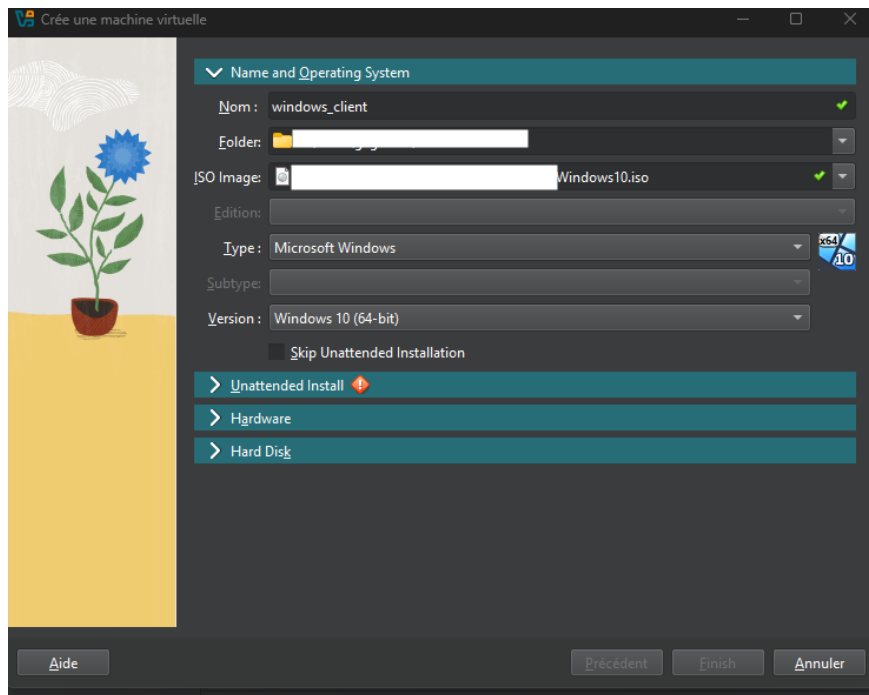 Crée une machine virtuelle
Name and Operating System
Nom : windows_client
Folder:
ISO Image: Windows10.iso
Edition:
Type : Microsoft Windows
x64
10
Subtype:
Version : Windows 10 (64-bit)
Skip Unattended Installation
Unattended Install
Hardware
Hard Disk
Aide Précédent Finish Annuler